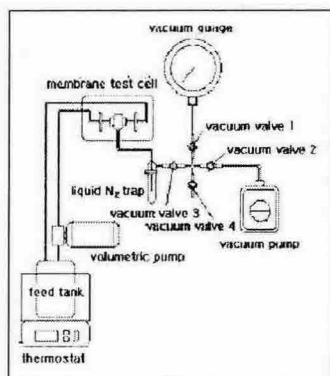 vacuum guage
membrane test cell
vacuum valve 1
vacuum valve 2
liquid N₂ trap
vacuum valve 3
vacuum valve 4
vacuum pump
volumetric pump
feed tank
thermostat